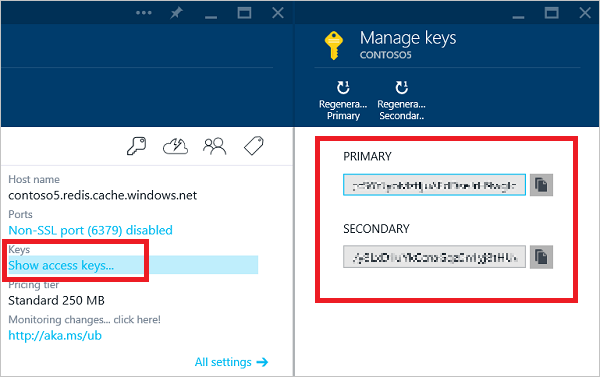 Host name
contoso5.redis.cache.windows.net
Ports
Non-SSL port (6379) disabled
Keys
Show access keys...
Pricing tier
Standard 250 MB
Monitoring changes... click here!
http://aka.ms/ub
All settings →
Manage keys
CONTOSO5
Regenera... Regenera...
Primary Secondar..
PRIMARY
SECONDARY